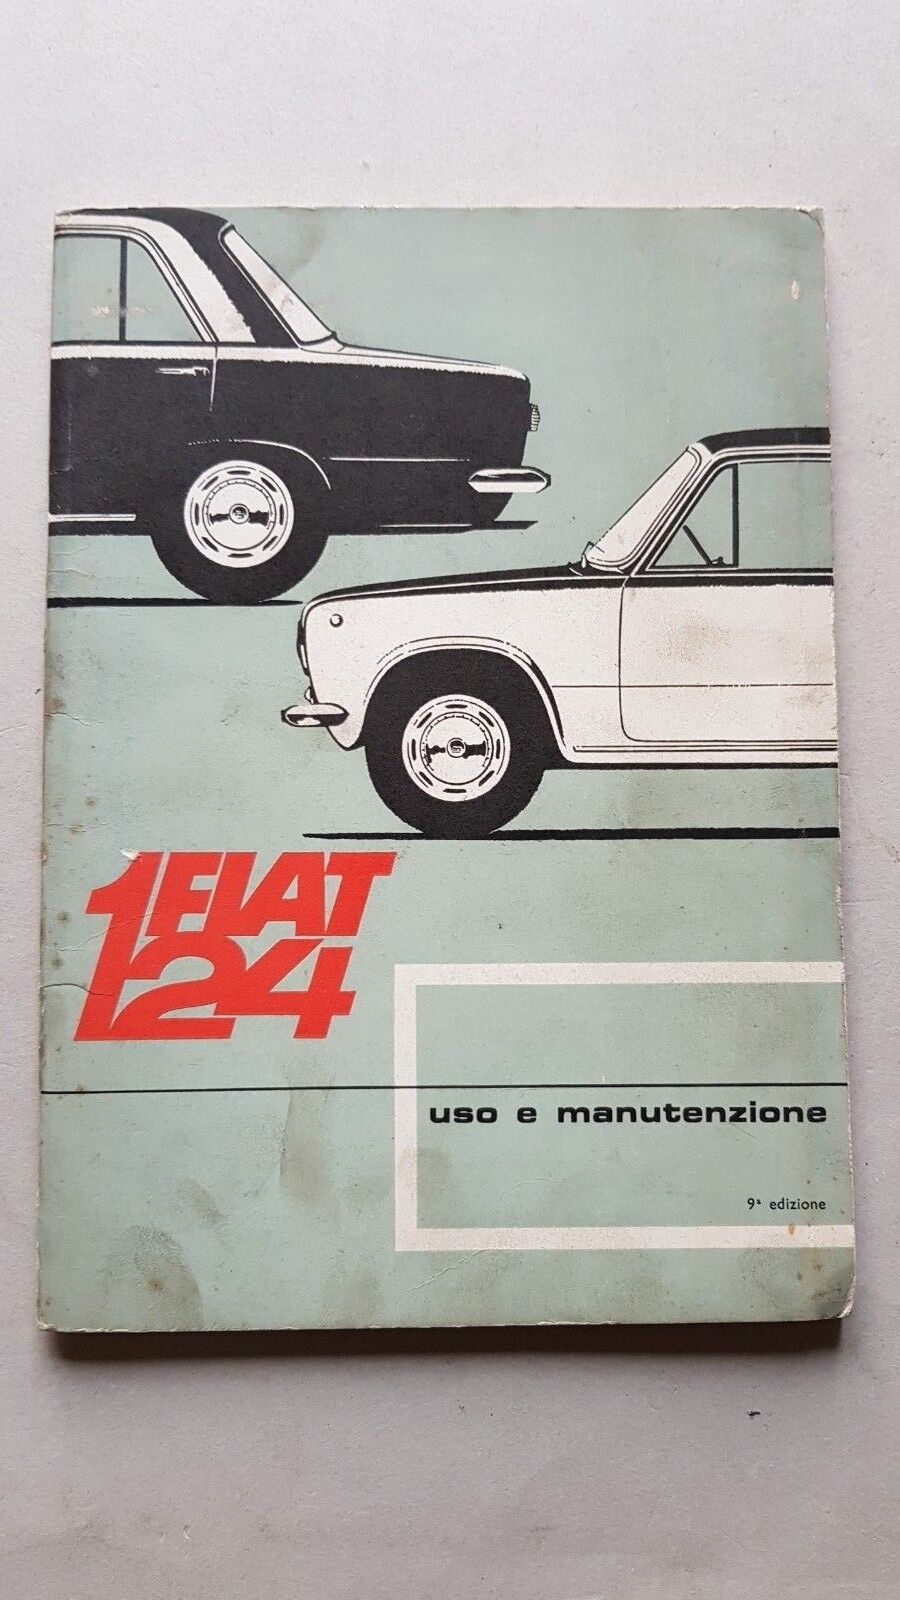 FIAT
124
uso e manutenzione
9ª edizione